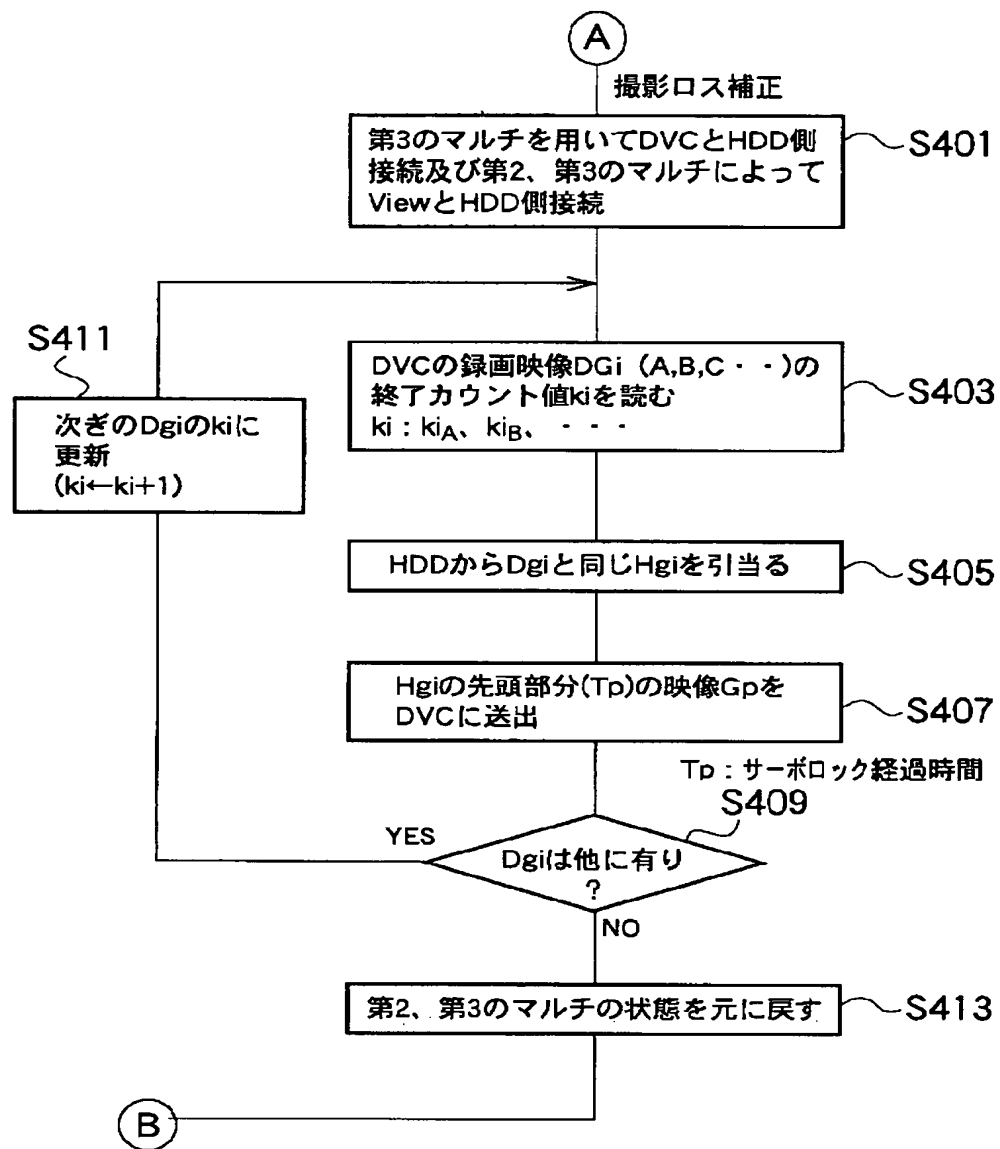 A
撮影ロス補正
第3のマルチを用いてDVCとHDD側
接続及び第2、第3のマルチによって
ViewとHDD側接続
S401
S411
次ぎのDgiのkiに
更新
(ki←ki+1)
DVCの録画映像DGi (A,B,C・・)の
終了カウント値kiを読む
ki:kiA、kiB、・・・
S403
HDDからDgiと同じHgiを引当る
S405
Hgiの先頭部分(Tp)の映像Gpを
DVCに送出
S407
Tp:サーボロック経過時間
S409
YES
Dgiは他に有り
?
NO
第2、第3のマルチの状態を元に戻す
S413
B